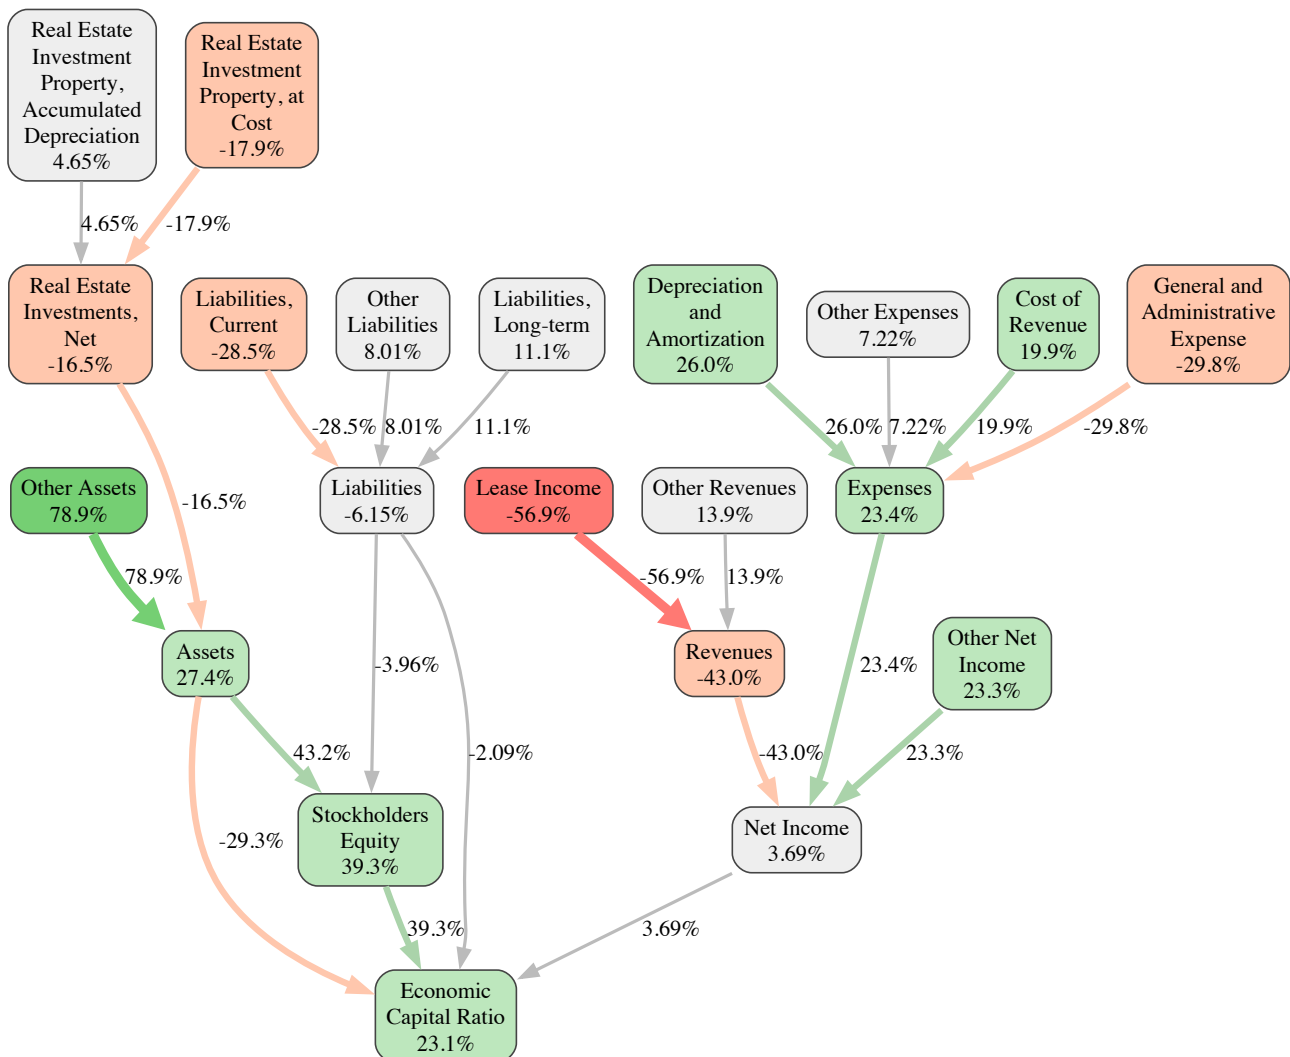 Real Estate
Investment
Property,
Accumulated
Depreciation
4.65%
Real Estate
Investment
Property, at
Cost
-17.9%
4.65%
-17.9%
Real Estate
Investments,
Net
-16.5%
Liabilities,
Current
-28.5%
Other
Liabilities
8.01%
Liabilities,
Long-term
11.1%
Depreciation
and
Amortization
26.0%
Other Expenses
7.22%
Cost of
Revenue
19.9%
General and
Administrative
Expense
-29.8%
-28.5%
8.01%
11.1%
26.0%
7.22%
19.9%
-29.8%
Other Assets
78.9%
-16.5%
Liabilities
-6.15%
Lease Income
-56.9%
Other Revenues
13.9%
Expenses
23.4%
78.9%
-56.9%
13.9%
Assets
27.4%
-3.96%
Revenues
-43.0%
23.4%
Other Net
Income
23.3%
43.2%
-2.09%
-43.0%
23.3%
-29.3%
Stockholders
Equity
39.3%
Net Income
3.69%
39.3%
3.69%
Economic
Capital Ratio
23.1%